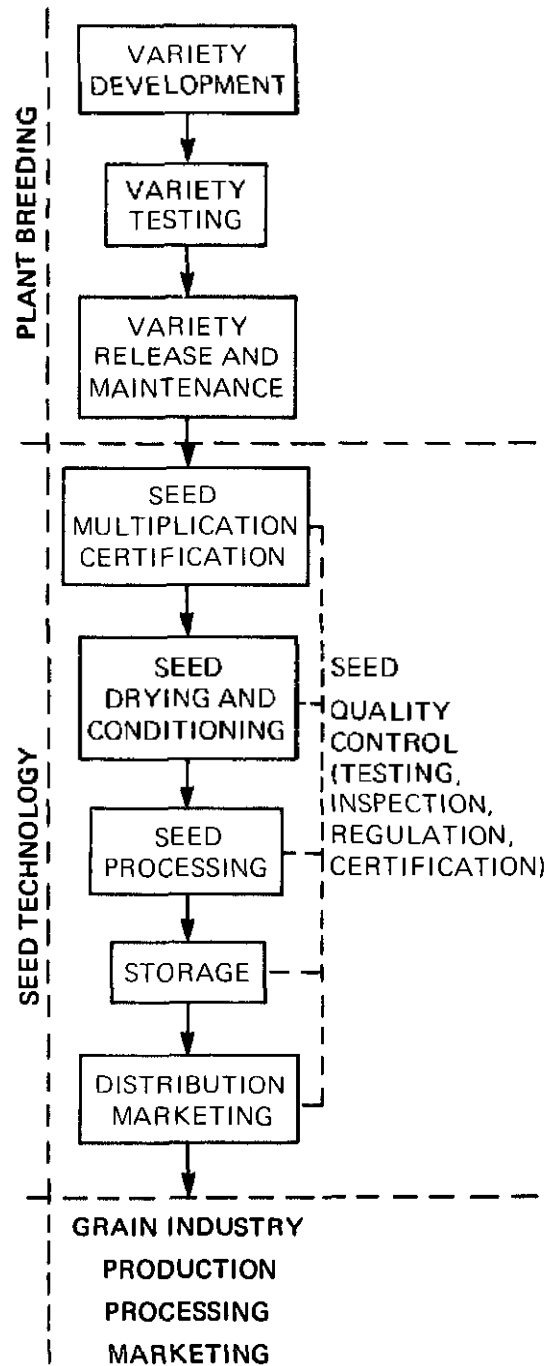 PLANT BREEDING
VARIETY
DEVELOPMENT
VARIETY
TESTING
VARIETY
RELEASE AND
MAINTENANCE
SEED TECHNOLOGY
SEED
MULTIPLICATION
CERTIFICATION
SEED
DRYING AND
CONDITIONING
SEED
PROCESSING
STORAGE
DISTRIBUTION
MARKETING
SEED
QUALITY
CONTROL
(TESTING,
INSPECTION,
REGULATION,
CERTIFICATION)
GRAIN INDUSTRY
PRODUCTION
PROCESSING
MARKETING